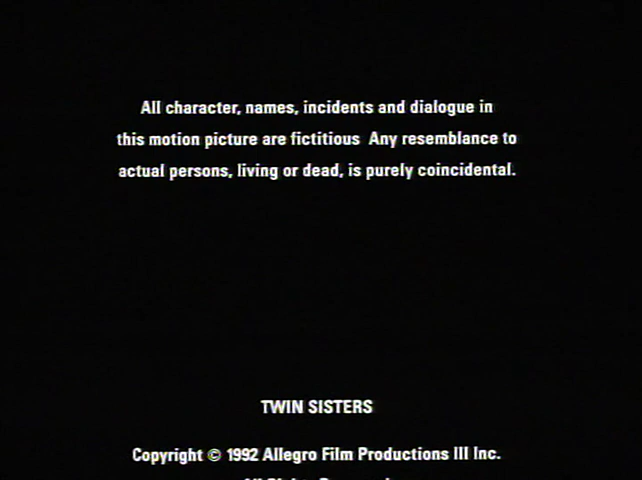 All character, names, incidents and dialogue in
this motion picture are fictitious Any resemblance to
actual persons, living or dead, is purely coincidental.
TWIN SISTERS
Copyright © 1992 Allegro Film Productions III Inc.